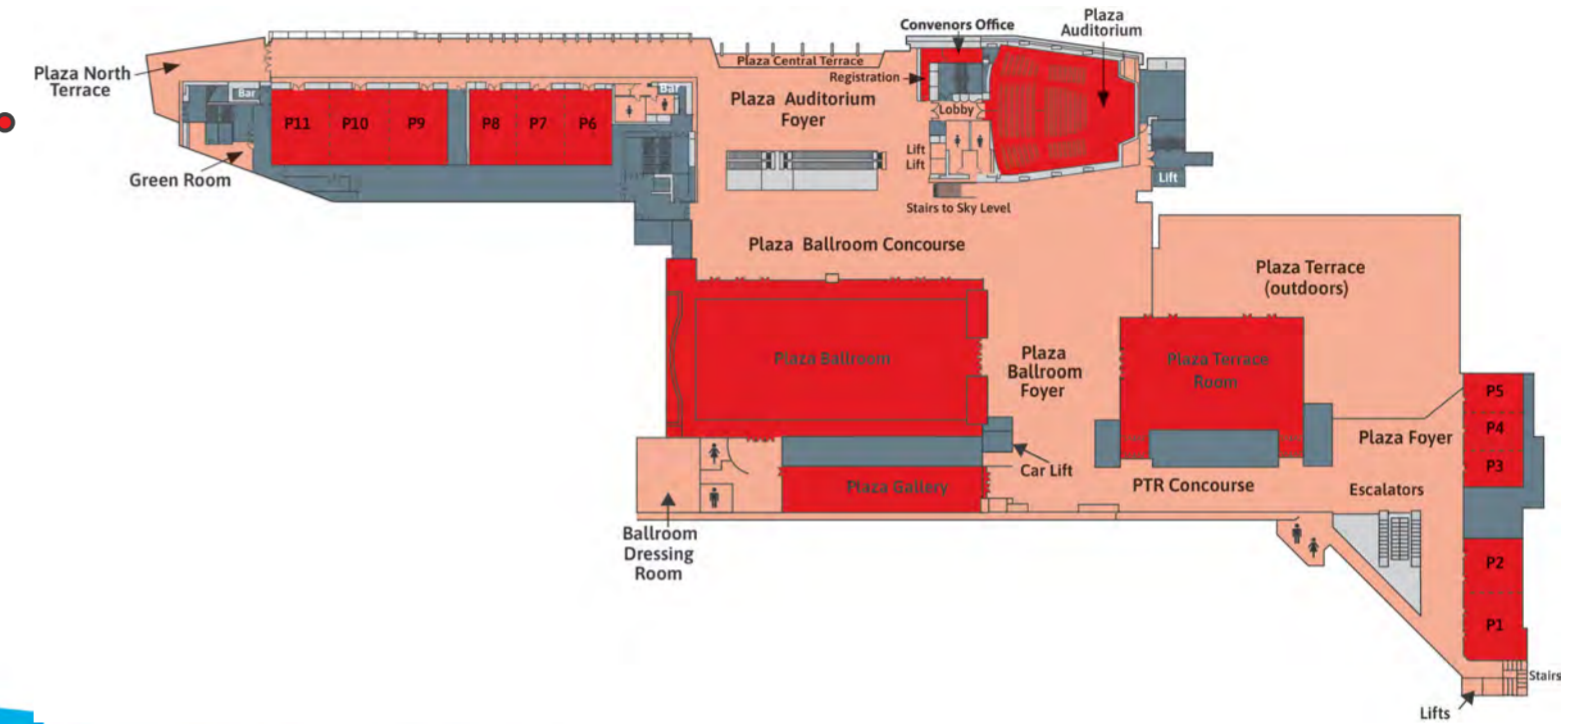 Convenors Office
Plaza
Auditorium
Plaza North
Terrace
Plaza Central Terrace
Registration
Bar
Bar
Plaza Auditorium
Foyer
Lobby
P11
P10
P9
P8
P7
P6
Green Room
Lift
Lift
Lift
Stairs to Sky Level
Plaza Ballroom Concourse
Plaza Terrace
(outdoors)
Plaza Ballroom
Plaza
Ballroom
Foyer
Plaza Terrace
Room
P5
P4
P3
Plaza Foyer
Car Lift
PTR Concourse
Escalators
Plaza Gallery
Ballroom
Dressing
Room
P2
P1
Stairs
Lifts